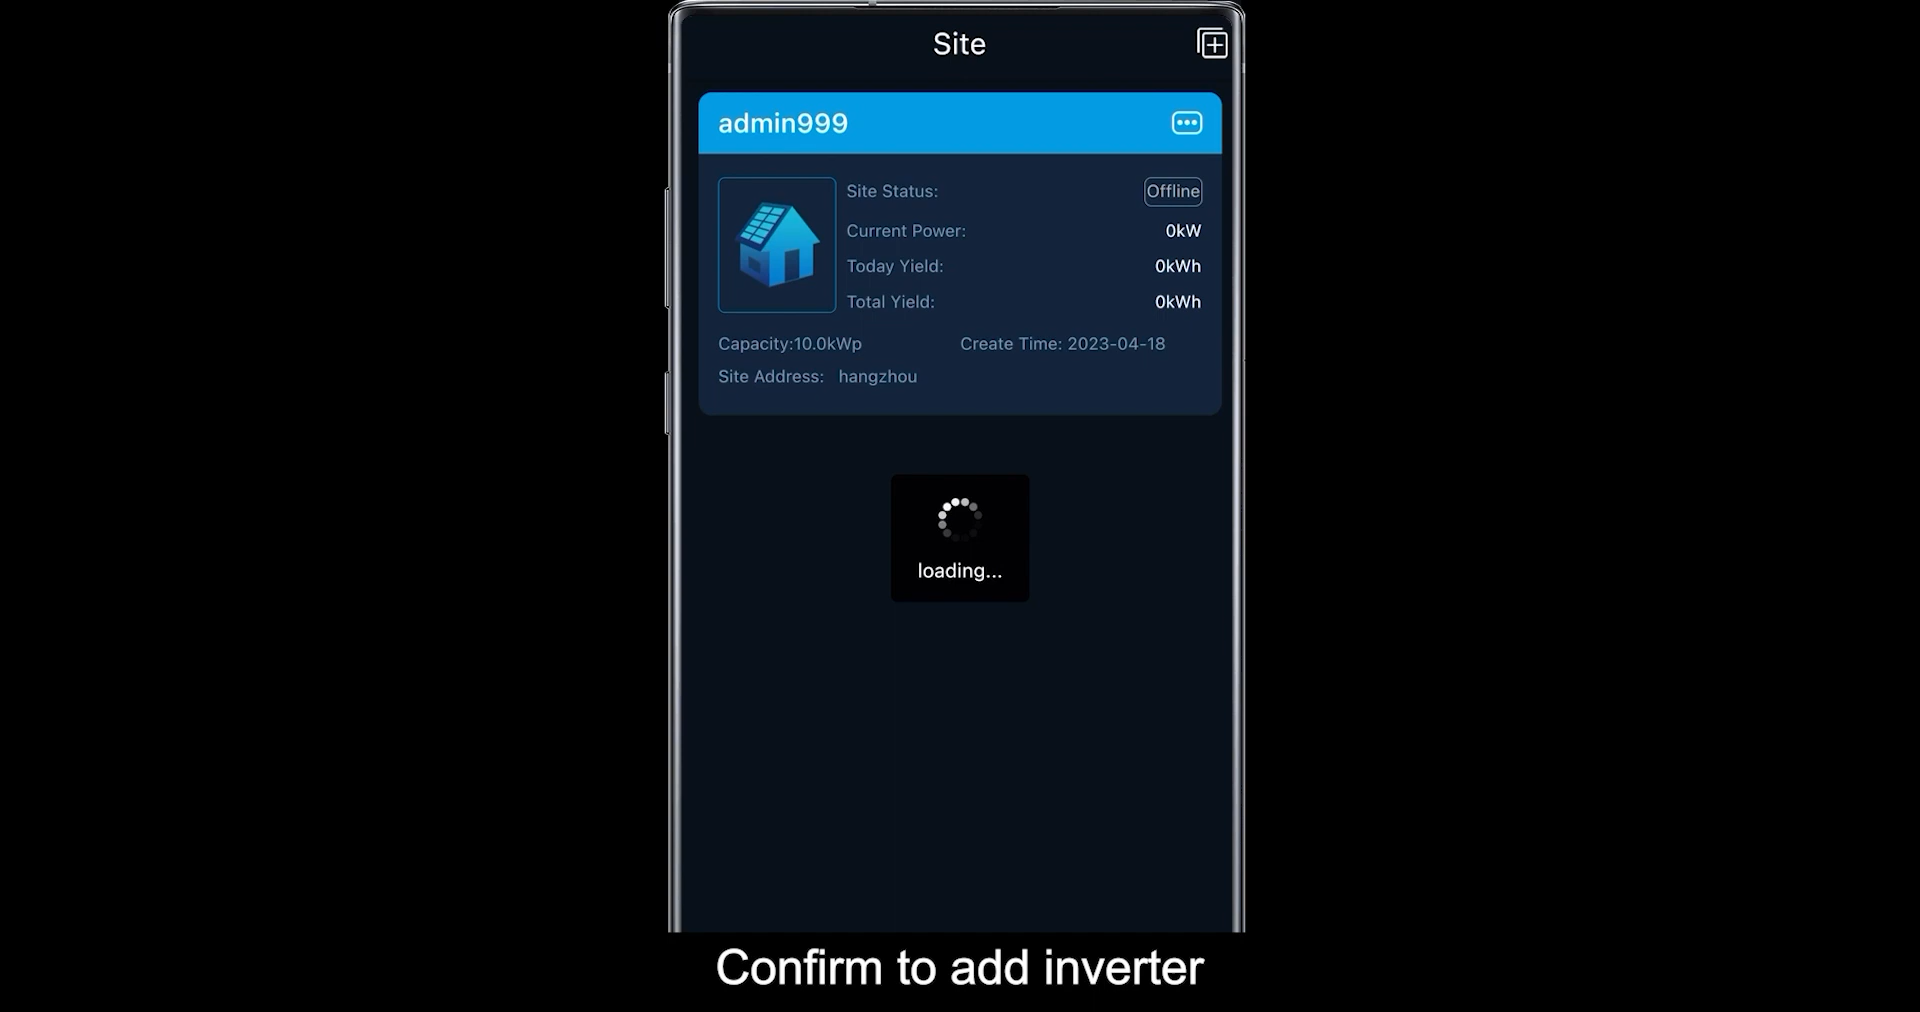 Site
admin999
Site Status: Offline
Current Power: 0kW
Today Yield: 0kWh
Total Yield: 0kWh
Capacity:10.0kWp Create Time: 2023-04-18
Site Address: hangzhou
loading...
Confirm to add inverter